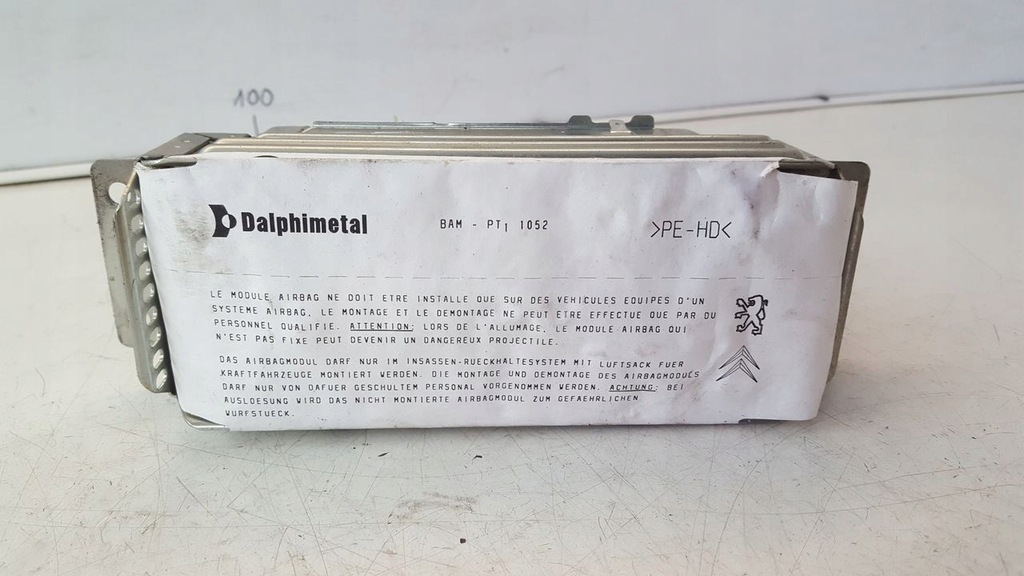 100
Dalphimetal BAM - PT1 1052 >PE-HD<
LE MODULE AIRBAG NE DOIT ETRE INSTALLE QUE SUR DES VEHICULES EQUIPES D'UN
SYSTEME AIRBAG. LE MONTAGE ET LE DEMONTAGE NE PEUT ETRE EFFECTUE QUE PAR DU
PERSONNEL QUALIFIE. ATTENTION: LORS DE L'ALLUMAGE, LE MODULE AIRBAG QUI
N'EST PAS FIXE PEUT DEVENIR UN DANGEREUX PROJECTILE.
DAS AIRBAGMODUL DARF NUR IM INSASSEN-RUECKHALTESYSTEM MIT LUFTSACK FUER
KRAFTFAHRZEUGE MONTIERT WERDEN. DIE MONTAGE UND DEMONTAGE DES AIRBAGMODULS
DARF NUR VON DAFUER GESCHULTEM PERSONAL VORGENOMMEN WERDEN. ACHTUNG: BEI
AUSLOESUNG WIRD DAS NICHT MONTIERTE AIRBAGMODUL ZUM GEFAEHRLICHEN
WURFSTUECK.